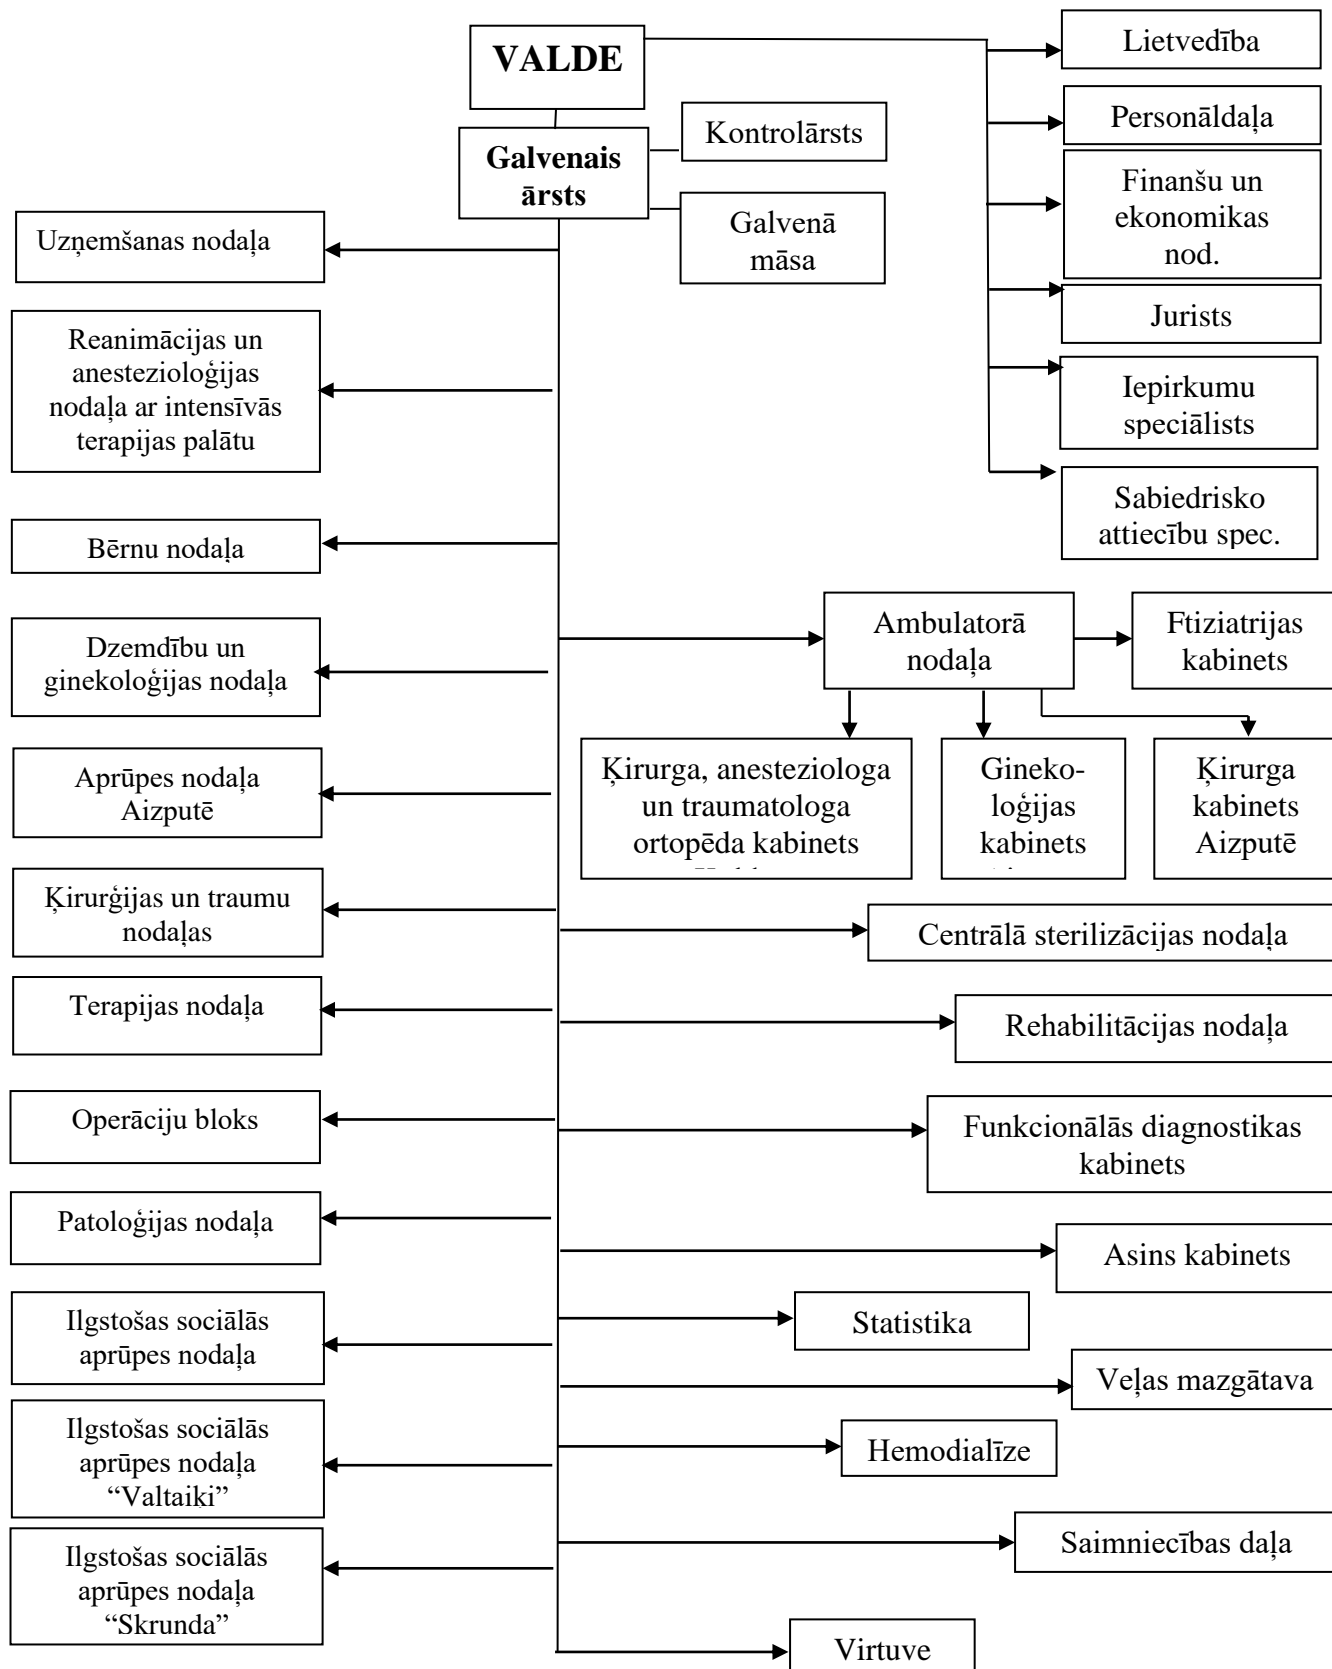 VALDE
Galvenais
ārsts
Kontrolārsts
Galvenā
māsa
Lietvedība
Personāldaļa
Finanšu un
ekonomikas
nod.
Jurists
Iepirkumu
speciālists
Sabiedrisko
attiecību spec.
Uzņemšanas nodaļa
Reanimācijas un
anestezioloģijas
nodaļa ar intensīvās
terapijas palātu
Bērnu nodaļa
Dzemdību un
ginekoloģijas nodaļa
Aprūpes nodaļa
Aizputē
Ķirurģijas un traumu
nodaļas
Terapijas nodaļa
Operāciju bloks
Patoloģijas nodaļa
Ilgstošas sociālās
aprūpes nodaļa
Ilgstošas sociālās
aprūpes nodaļa
“Valtaiķi”
Ilgstošas sociālās
aprūpes nodaļa
“Skrunda”
Ambulatorā
nodaļa
Ftiziatrijas
kabinets
Ķirurga, anesteziologa
un traumatologa
ortopēda kabinets
Gineko-
loģijas
kabinets
Ķirurga
kabinets
Aizputē
Centrālā sterilizācijas nodaļa
Rehabilitācijas nodaļa
Funkcionālās diagnostikas
kabinets
Asins kabinets
Statistika
Veļas mazgātava
Hemodialīze
Saimniecības daļa
Virtuve